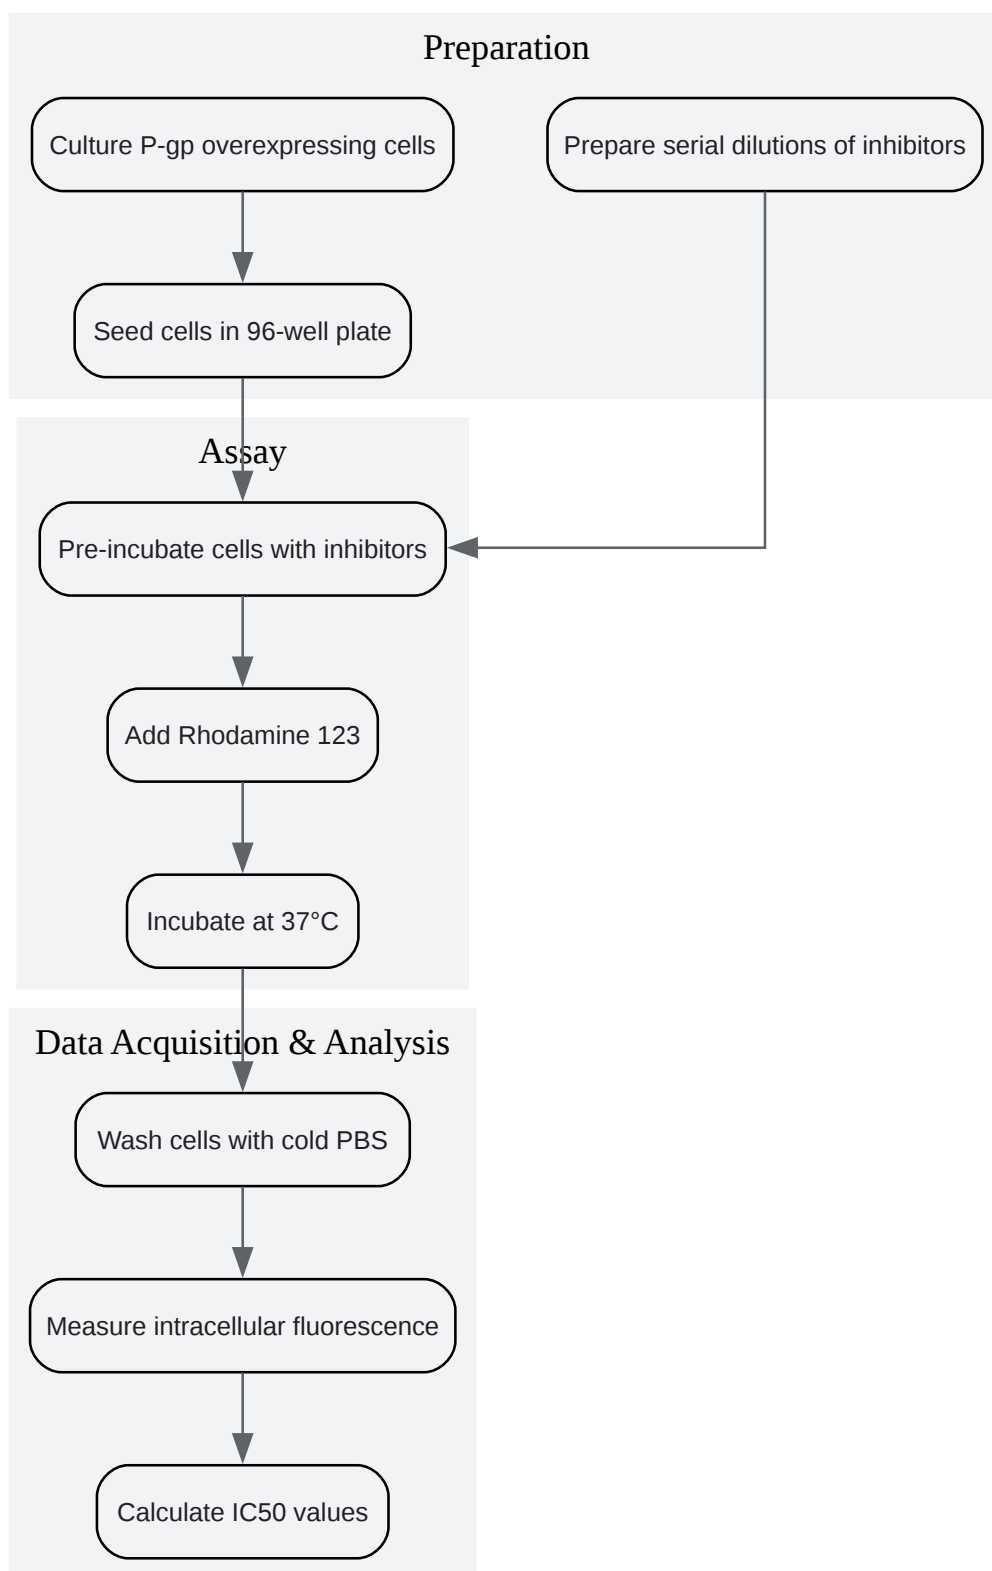 Preparation
Culture P-gp overexpressing cells
Prepare serial dilutions of inhibitors
Seed cells in 96-well plate
Assay
Pre-incubate cells with inhibitors
Add Rhodamine 123
Incubate at 37°C
Data Acquisition & Analysis
Wash cells with cold PBS
Measure intracellular fluorescence
Calculate IC50 values